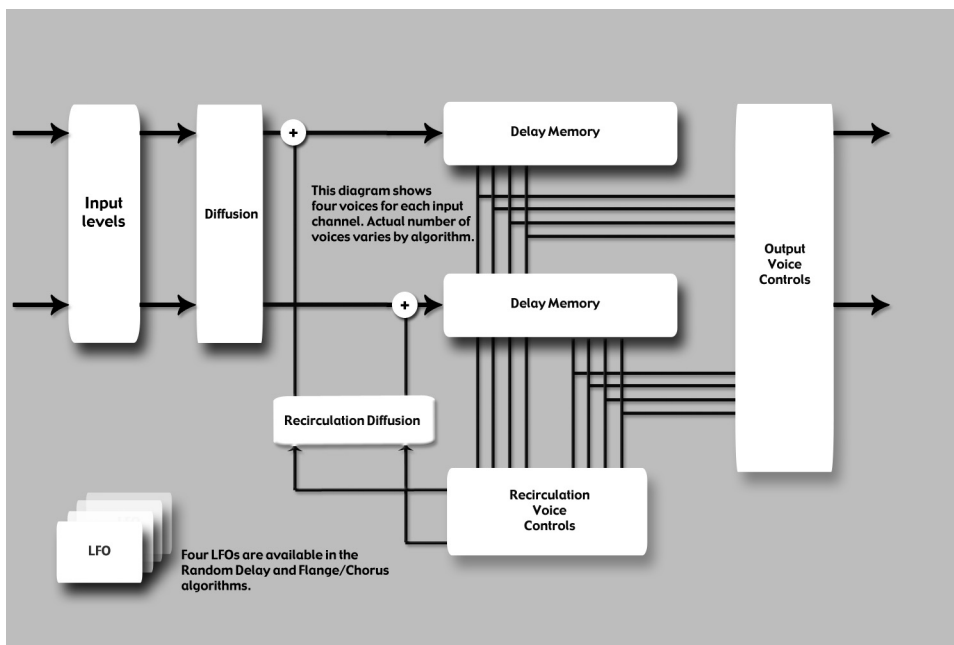 Delay Memory
+
This diagram shows
four voices for each input
channel. Actual number of
voices varies by algorithm.
Input
levels
Diffusion
Output
Voice
Controls
Delay Memory
+
Recirculation Diffusion
Recirculation
Voice
Controls
LFO
Four LFOs are available in the
Random Delay and Flange/Chorus
algorithms.